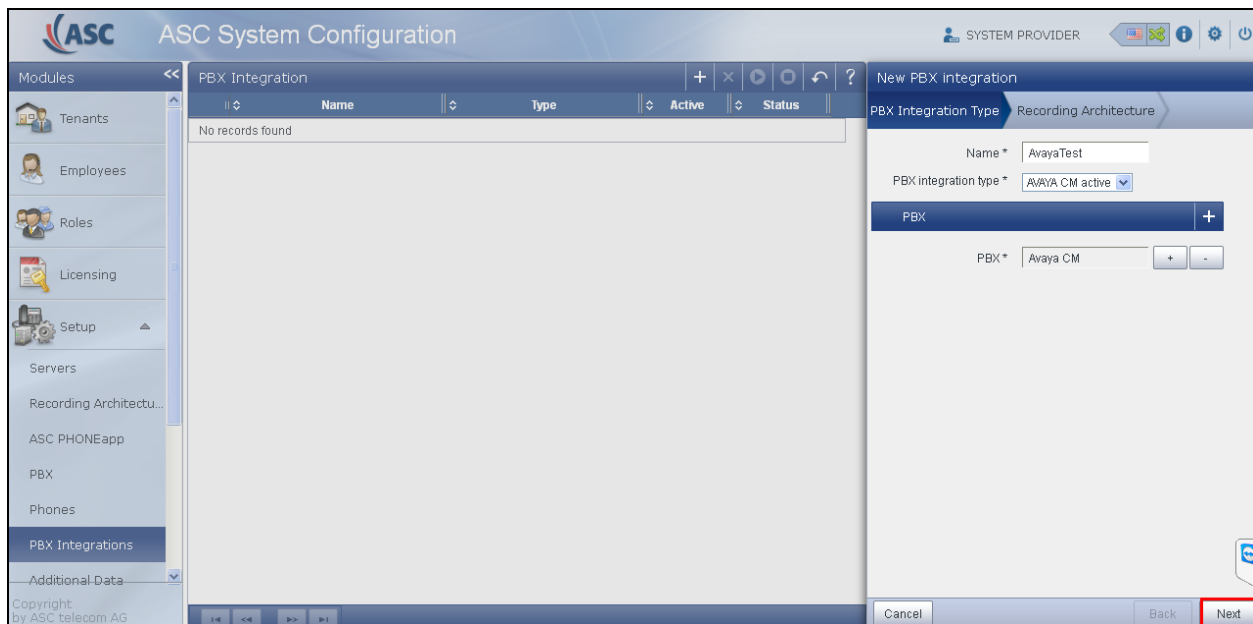 ASC ASC System Configuration SYSTEM PROVIDER
Modules <<
Tenants
Employees
Roles
Licensing
Setup
Servers
Recording Architectu...
ASC PHONEapp
PBX
Phones
PBX Integrations
Additional Data
Copyright
by ASC telecom AG
PBX Integration + ?
Name Type Active Status
No records found
New PBX integration
PBX Integration Type Recording Architecture
Name * AvayaTest
PBX integration type * AVAYA CM active
PBX +
PBX * Avaya CM + -
Cancel Back Next